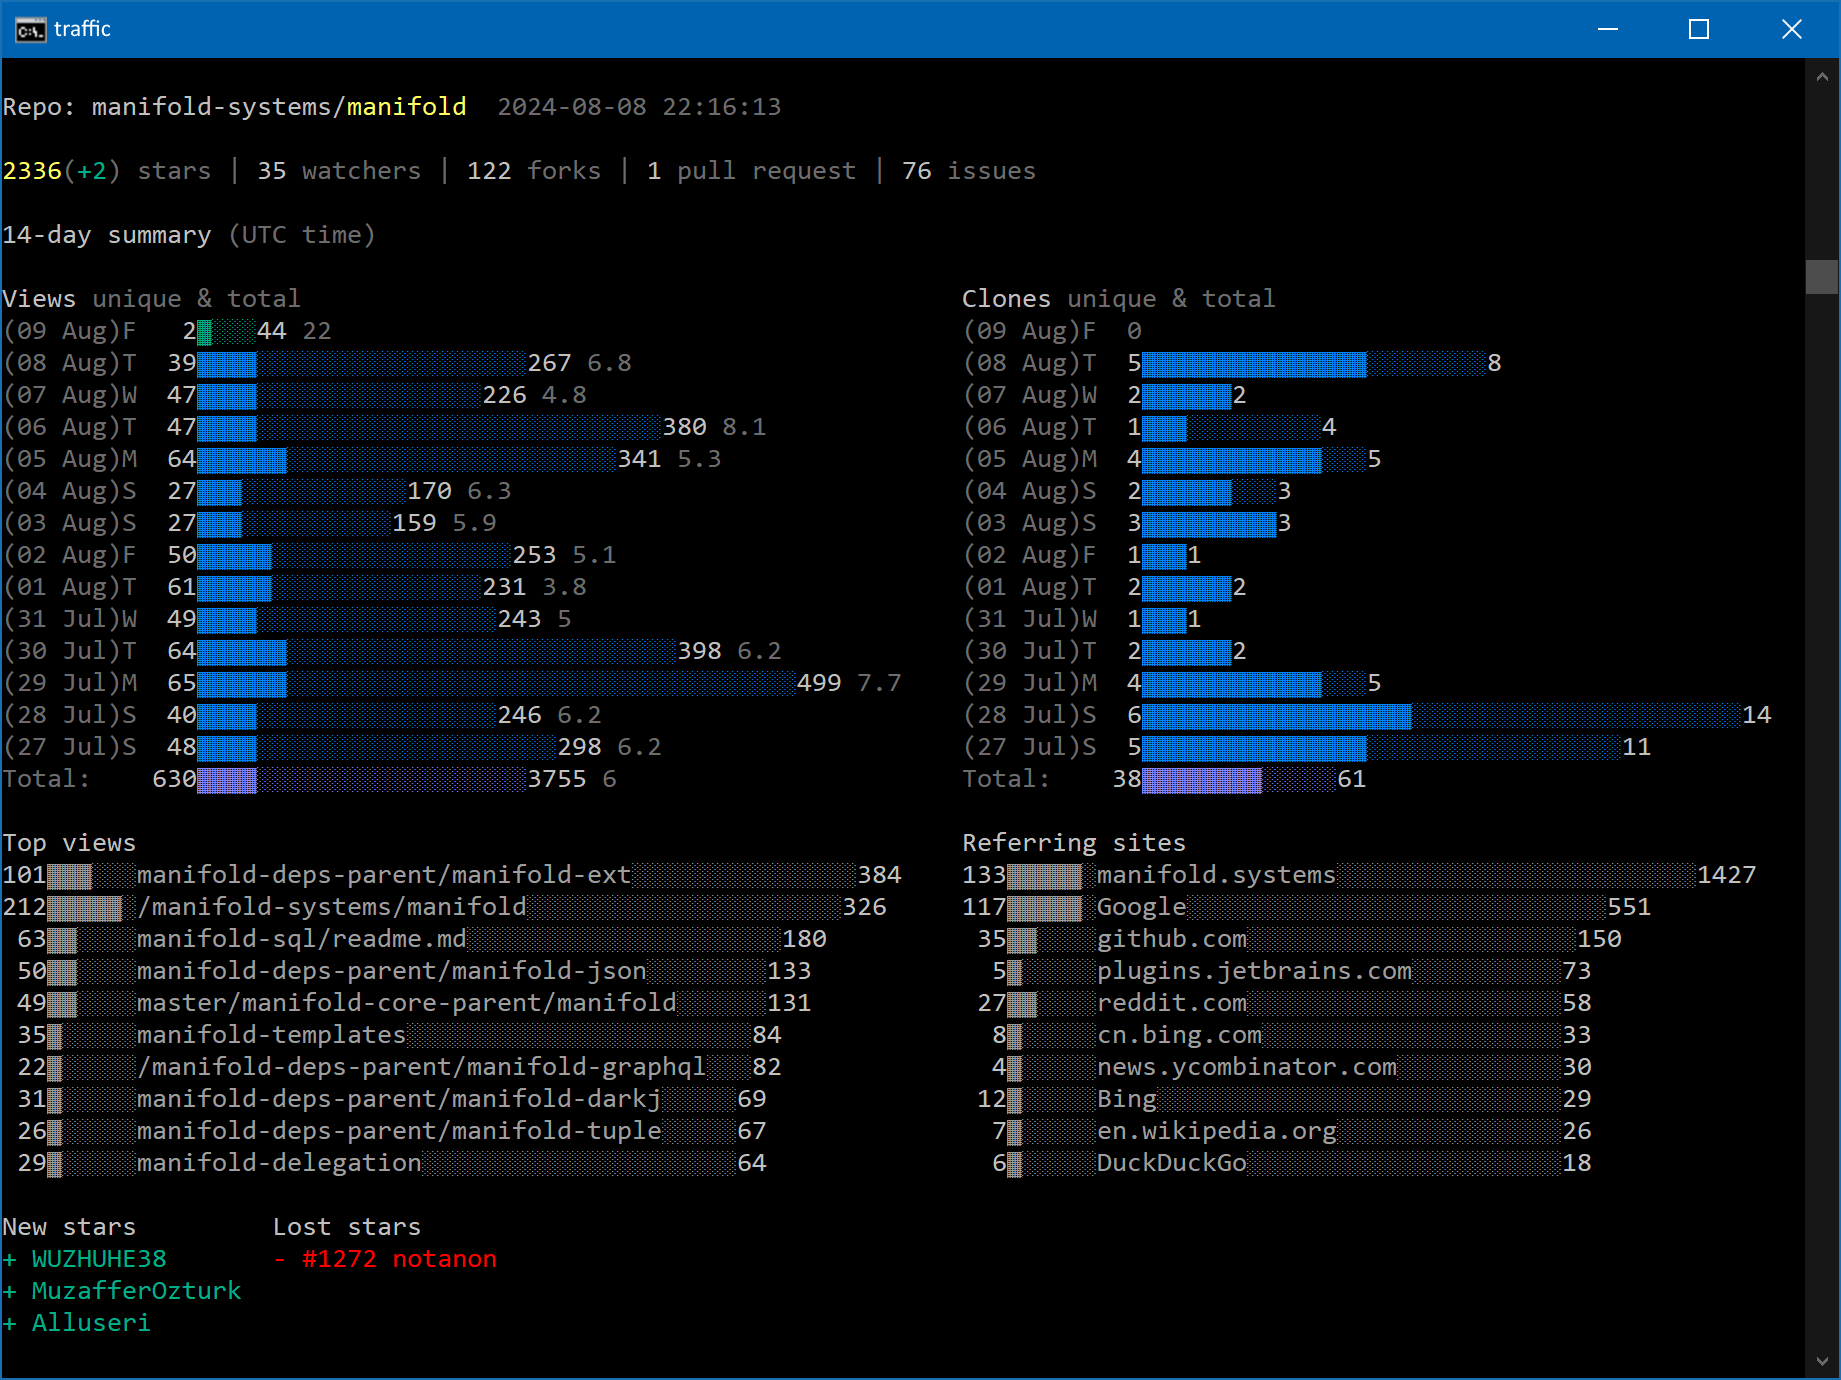 traffic
Repo: manifold-systems/manifold 2024-08-08 22:16:13
2336(+2) stars | 35 watchers | 122 forks | 1 pull request | 76 issues
14-day summary (UTC time)
Views unique & total
(09 Aug)F 2 44 22
(08 Aug)T 39 267 6.8
(07 Aug)W 47 226 4.8
(06 Aug)T 47 380 8.1
(05 Aug)M 64 341 5.3
(04 Aug)S 27 170 6.3
(03 Aug)S 27 159 5.9
(02 Aug)F 50 253 5.1
(01 Aug)T 61 231 3.8
(31 Jul)W 49 243 5
(30 Jul)T 64 398 6.2
(29 Jul)M 65 499 7.7
(28 Jul)S 40 246 6.2
(27 Jul)S 48 298 6.2
Total: 630 3755 6
Clones unique & total
(09 Aug)F 0
(08 Aug)T 5 8
(07 Aug)W 2 2
(06 Aug)T 1 4
(05 Aug)M 4 5
(04 Aug)S 2 3
(03 Aug)S 3 3
(02 Aug)F 1 1
(01 Aug)T 2 2
(31 Jul)W 1 1
(30 Jul)T 2 2
(29 Jul)M 4 5
(28 Jul)S 6 14
(27 Jul)S 5 11
Total: 38 61
Top views
101 manifold-deps-parent/manifold-ext 384
212 /manifold-systems/manifold 326
63 manifold-sql/readme.md 180
50 manifold-deps-parent/manifold-json 133
49 master/manifold-core-parent/manifold 131
35 manifold-templates 84
22 /manifold-deps-parent/manifold-graphql 82
31 manifold-deps-parent/manifold-darkj 69
26 manifold-deps-parent/manifold-tuple 67
29 manifold-delegation 64
Referring sites
133 manifold.systems 1427
117 Google 551
35 github.com 150
5 plugins.jetbrains.com 73
27 reddit.com 58
8 cn.bing.com 33
4 news.ycombinator.com 30
12 Bing 29
7 en.wikipedia.org 26
6 DuckDuckGo 18
New stars
+ WUZHUHE38
+ MuzafferOzturk
+ Alluseri
Lost stars
- #1272 notanon